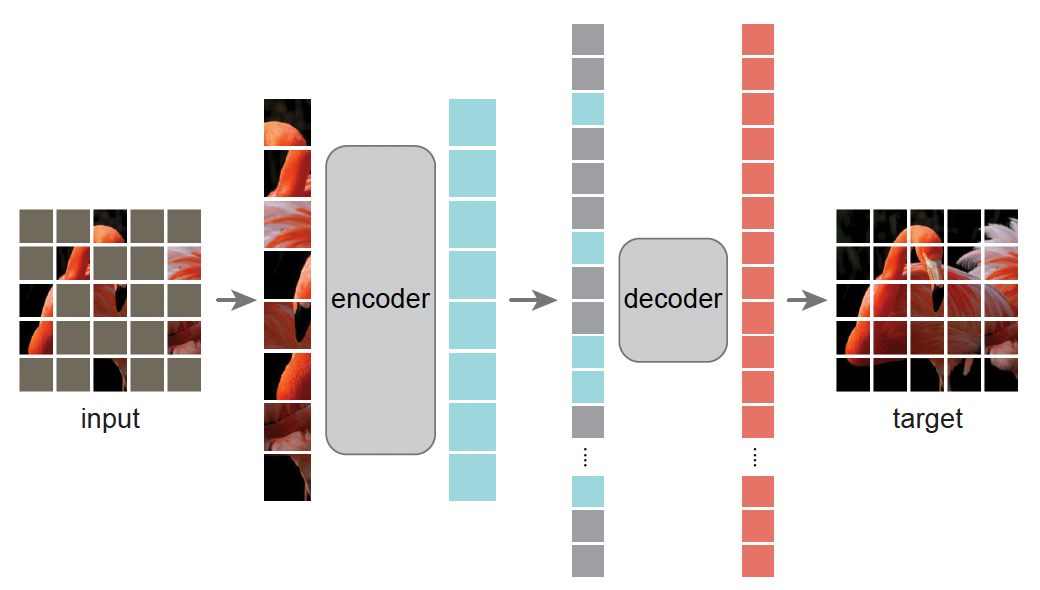 input
encoder
decoder
target